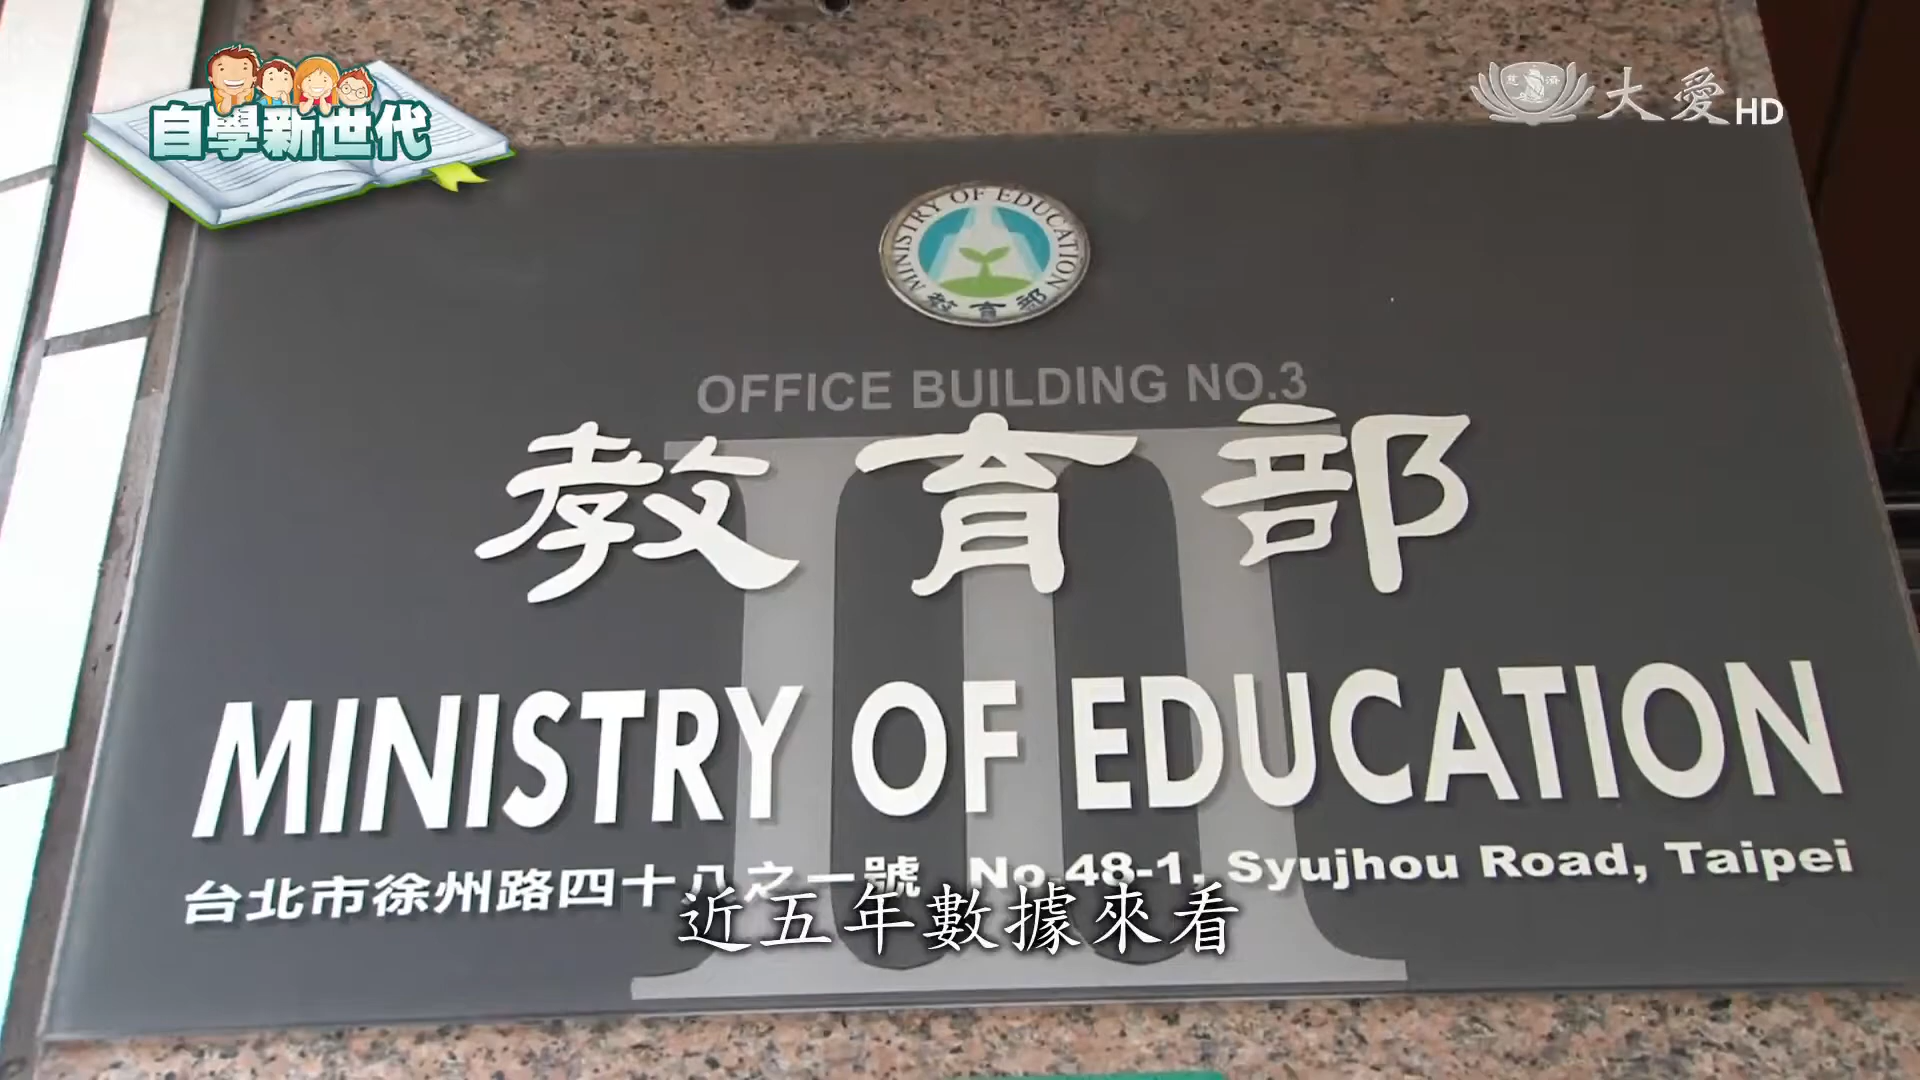 自學新世代
慈濟
大愛HD
MINISTRY OF EDUCATION
教育部
OFFICE BUILDING NO.3
教育部
MINISTRY OF EDUCATION
台北市徐州路四十八之一號 No.48-1, Syujhou Road, Taipei
近五年數據來看